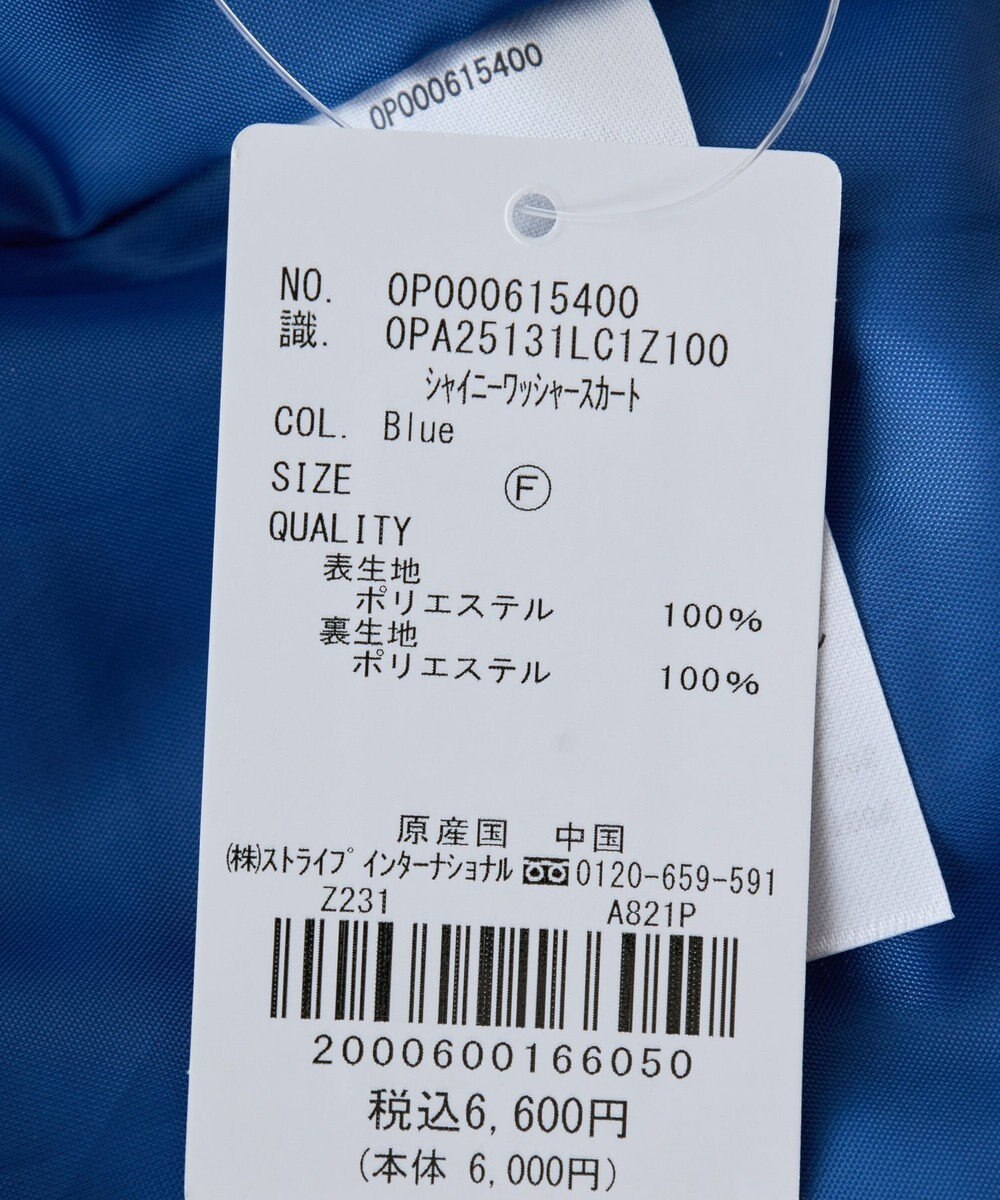 OP000615400
NO. OP000615400
識. OPA25131LC1Z100
シャイニーワッシャースカート
COL. Blue
SIZE Ⓕ
QUALITY
表生地
ポリエステル 100%
裏生地
ポリエステル 100%
原産国 中国
(株)ストライプインターナショナル 0120-659-591
Z231 A821P
2000600166050
税込6,600円
(本体 6,000円)